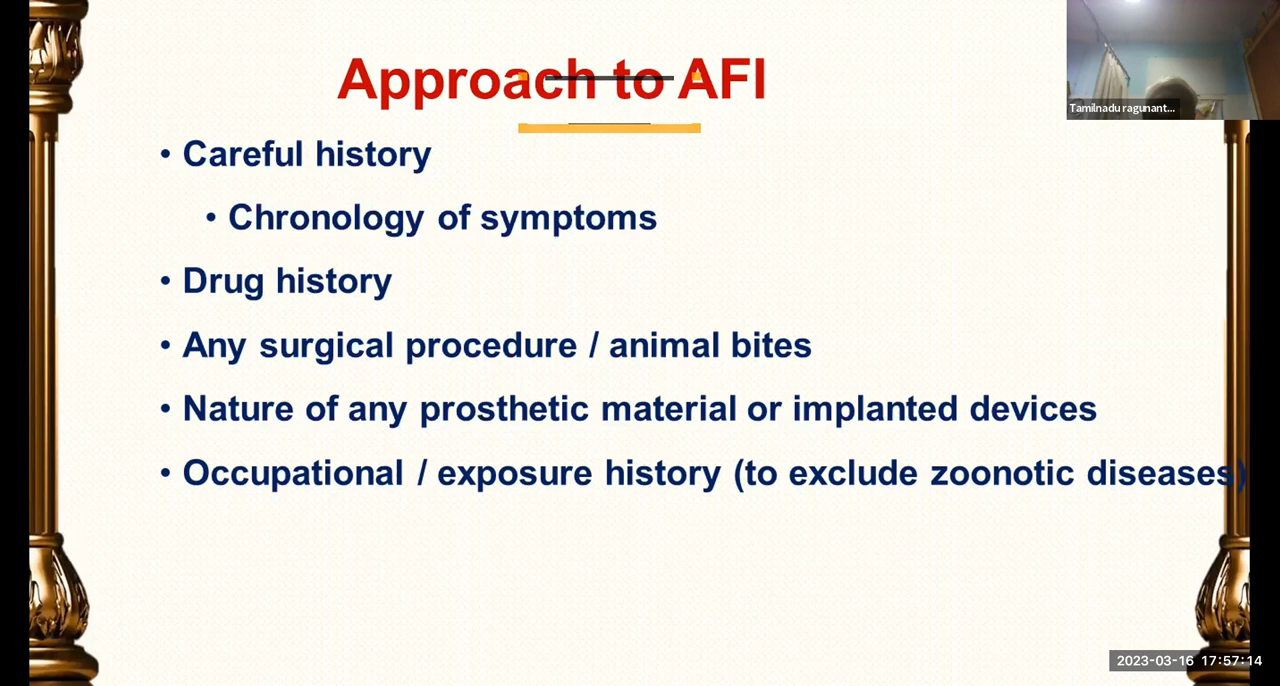 Approach to AFI
Tamilnadu ragunant...
• Careful history
• Chronology of symptoms
• Drug history
• Any surgical procedure / animal bites
• Nature of any prosthetic material or implanted devices
• Occupational / exposure history (to exclude zoonotic diseases)
2023-03-16 17:57:14